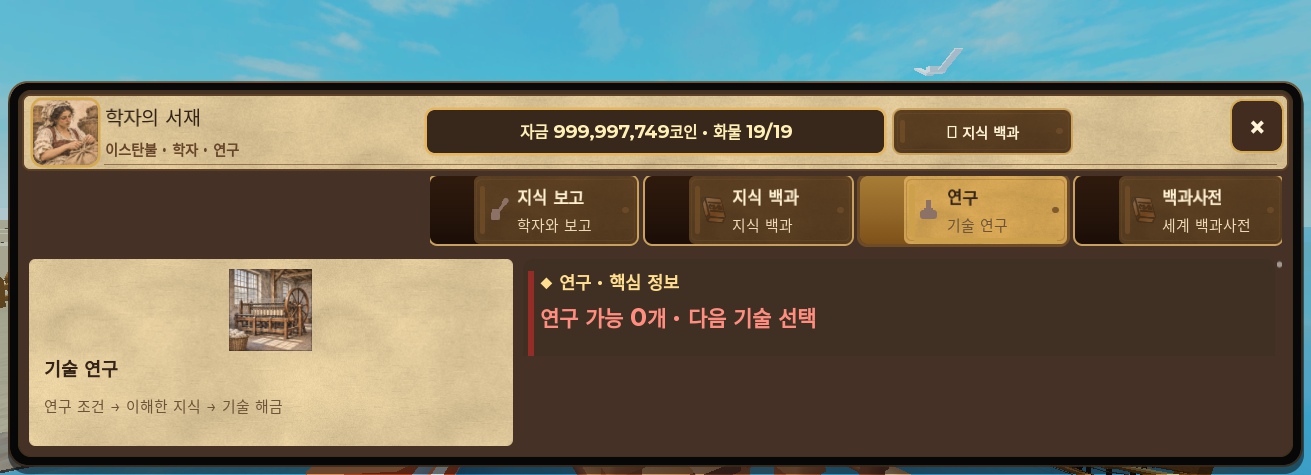 학자의 서재
이스탄불 • 학자 • 연구
자금 999,997,749코인 • 화물 19/19
지식 백과
×
지식 보고
학자와 보고
지식 백과
지식 백과
연구
기술 연구
백과사전
세계 백과사전
기술 연구
연구 조건 → 이해한 지식 → 기술 해금
◆ 연구 • 핵심 정보
연구 가능 0개 • 다음 기술 선택